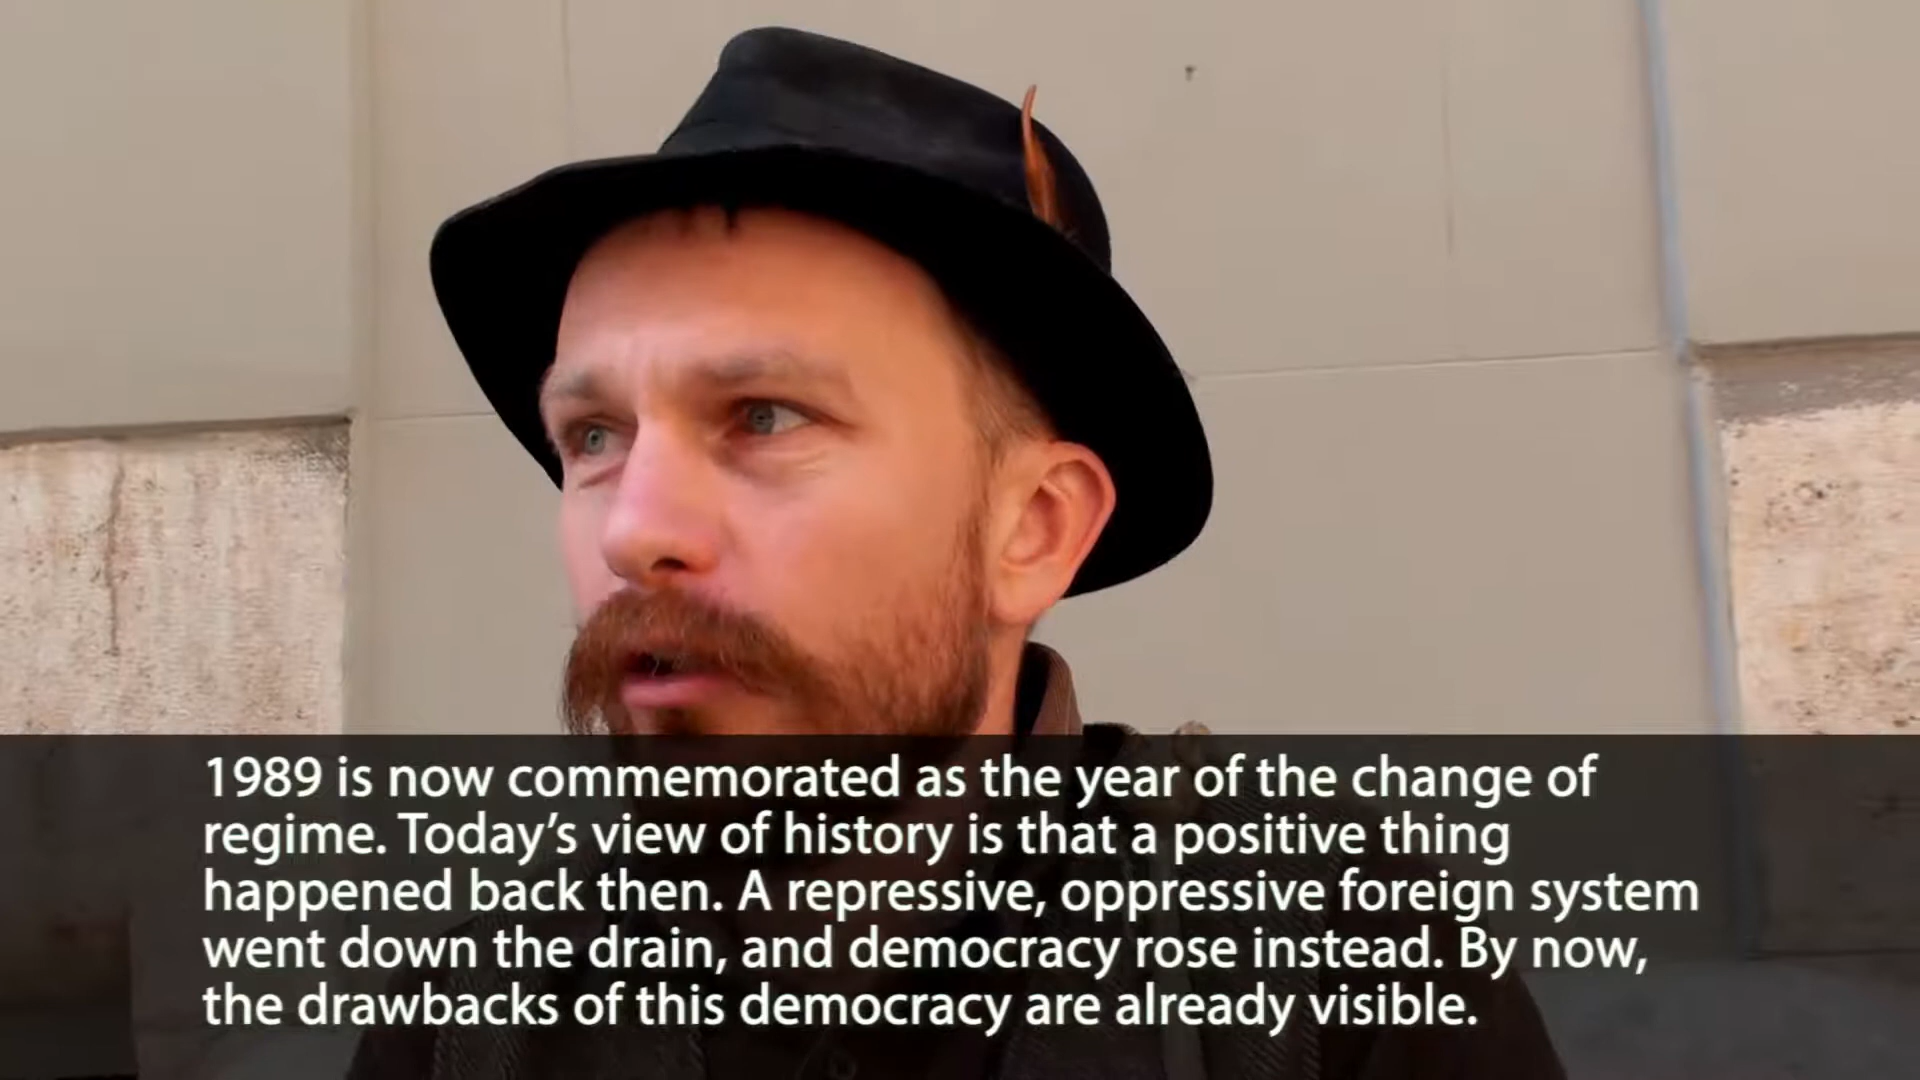 1989 is now commemorated as the year of the change of
regime. Today’s view of history is that a positive thing
happened back then. A repressive, oppressive foreign system
went down the drain, and democracy rose instead. By now,
the drawbacks of this democracy are already visible.